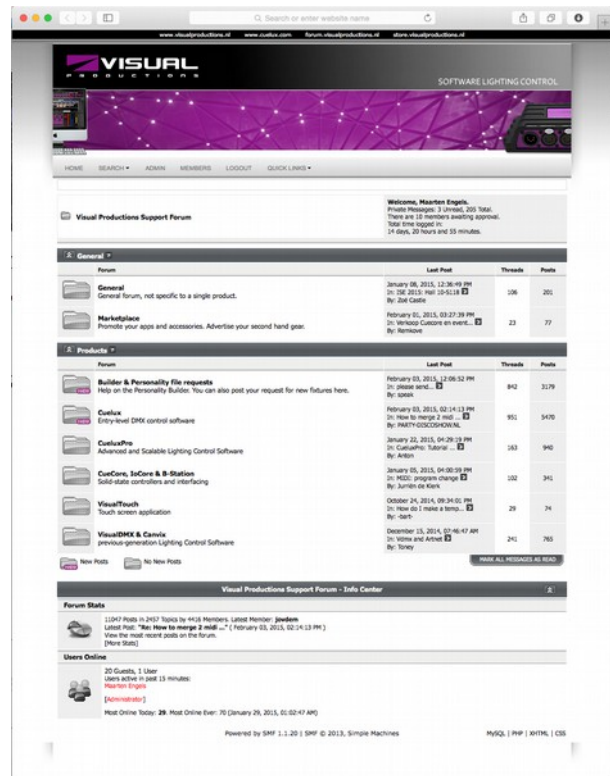 Search or enter website name
www.visualproductions.nl www.cuelux.com forum.visualproductions.nl store.visualproductions.nl
VISUAL
PRODUCTIONS
SOFTWARE LIGHTING CONTROL
HOME SEARCH ADMIN MEMBERS LOGOUT QUICK LINKS
Visual Productions Support Forum
Welcome, Maarten Engels.
Private Messages: 3 Unread, 205 Total.
There are 10 members awaiting approval.
Total time logged in:
14 days, 20 hours and 55 minutes.
General
Forum Last Post Threads Posts
General
General forum, not specific to a single product.
January 08, 2015, 12:36:49 PM
In: ISE 2015: Hall 10-S118
By: Zoé Castle
106 201
Marketplace
Promote your apps and accessories. Advertise your second hand gear.
February 01, 2015, 03:27:39 PM
In: Verkoop Cuecore en event...
By: Remkove
23 77
Products
Forum Last Post Threads Posts
Builder & Personality file requests
Help on the Personality Builder. You can also post your request for new fixtures here.
February 03, 2015, 12:06:52 PM
In: please send...
By: speak
842 3179
Cuelux
Entry-level DMX control software
February 03, 2015, 02:14:13 PM
In: How to merge 2 midi ...
By: PARTY-DISCOSHOW.NL
951 5470
CueluxPro
Advanced and Scalable Lighting Control Software
January 22, 2015, 04:29:19 PM
In: CueluxPro: Tutorial ...
By: Anton
163 940
CueCore, IoCore & B-Station
Solid-state controllers and interfacing
January 05, 2015, 04:00:59 PM
In: MIDI: program change
By: Jurriën de Klerk
102 341
VisualTouch
Touch screen application
October 24, 2014, 09:34:01 PM
In: How do I make a temp...
By: -bart-
29 74
VisualDMX & Canvix
previous-generation Lighting Control Software
December 15, 2014, 07:46:47 AM
In: Vdmx and Artnet
By: Toney
241 765
New Posts No New Posts
MARK ALL MESSAGES AS READ
Visual Productions Support Forum - Info Center
Forum Stats
11047 Posts in 2457 Topics by 4416 Members. Latest Member: jowdem
Latest Post: "Re: How to merge 2 midi ..." ( February 03, 2015, 02:14:13 PM )
View the most recent posts on the forum.
[More Stats]
Users Online
20 Guests, 1 User
Users active in past 15 minutes:
Maarten Engels
[Administrator]
Most Online Today: 29. Most Online Ever: 70 (January 29, 2015, 01:02:47 AM)
Powered by SMF 1.1.20 | SMF © 2013, Simple Machines
MySQL | PHP | XHTML | CSS